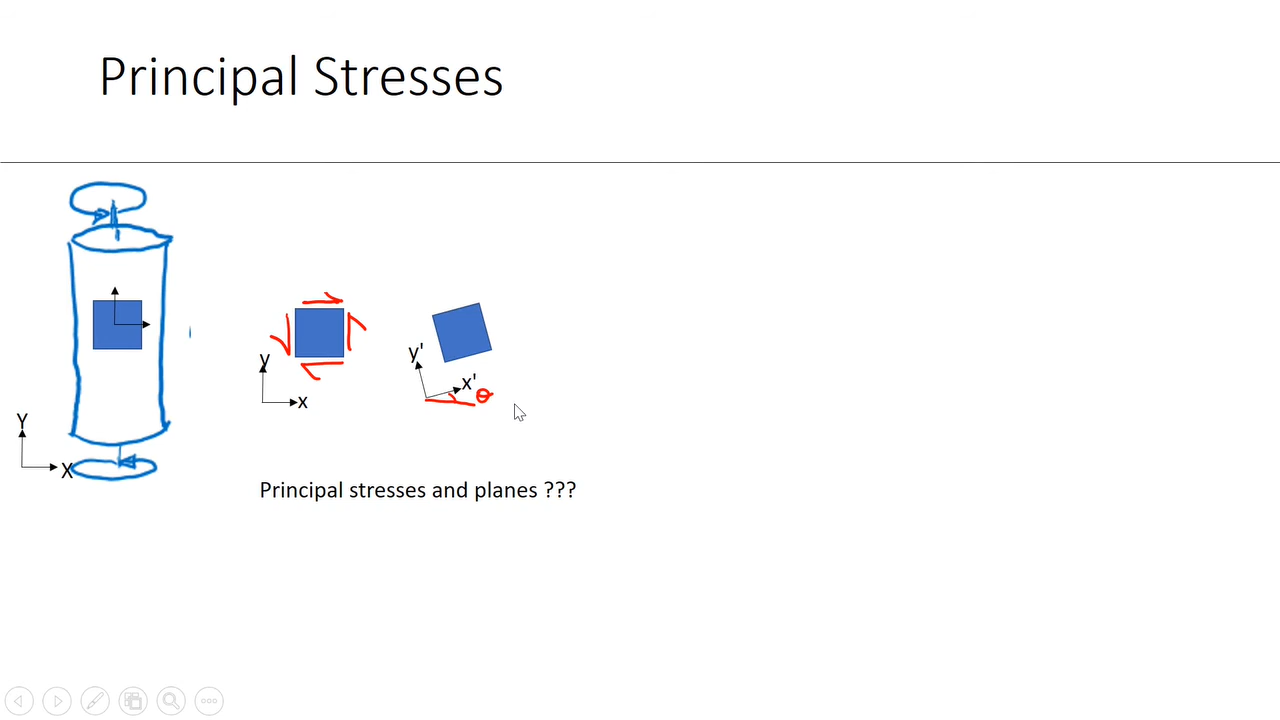 Principal Stresses
Y
X
y
x
y'
x'
θ
Principal stresses and planes ???